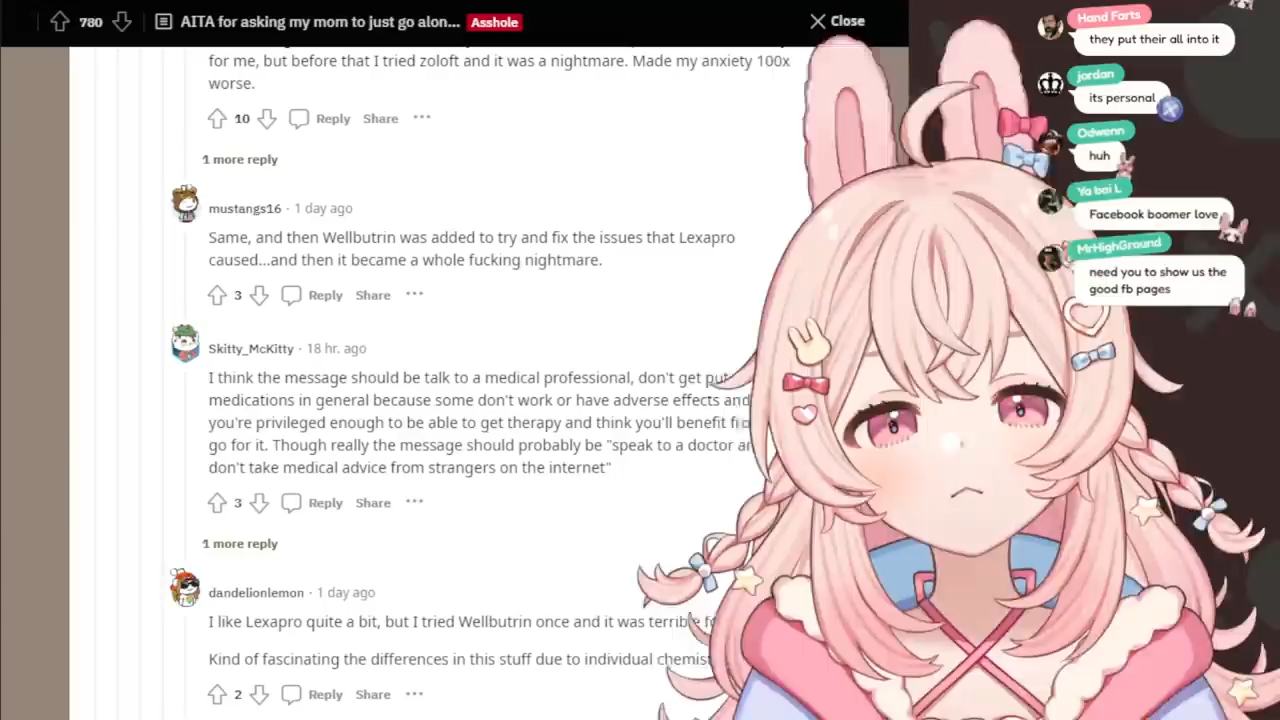 780
AITA for asking my mom to just go alon...
Asshole
Close
for me, but before that I tried zoloft and it was a nightmare. Made my anxiety 100x
worse.
10
Reply
Share
...
1 more reply
mustangs16 · 1 day ago
Same, and then Wellbutrin was added to try and fix the issues that Lexapro
caused...and then it became a whole fucking nightmare.
3
Reply
Share
...
Skitty_McKitty · 18 hr. ago
I think the message should be talk to a medical professional, don't get put
medications in general because some don't work or have adverse effects and
you're privileged enough to be able to get therapy and think you'll benefit
go for it. Though really the message should probably be "speak to a doctor
don't take medical advice from strangers on the internet"
3
Reply
Share
...
1 more reply
dandelionlemon · 1 day ago
I like Lexapro quite a bit, but I tried Wellbutrin once and it was terrible
Kind of fascinating the differences in this stuff due to individual
2
Reply
Share
...
Hand Farts
they put their all into it
jordan
its personal
Odwenn
huh
Ya boi L
Facebook boomer love
MrHighGround
need you to show us the
good fb pages